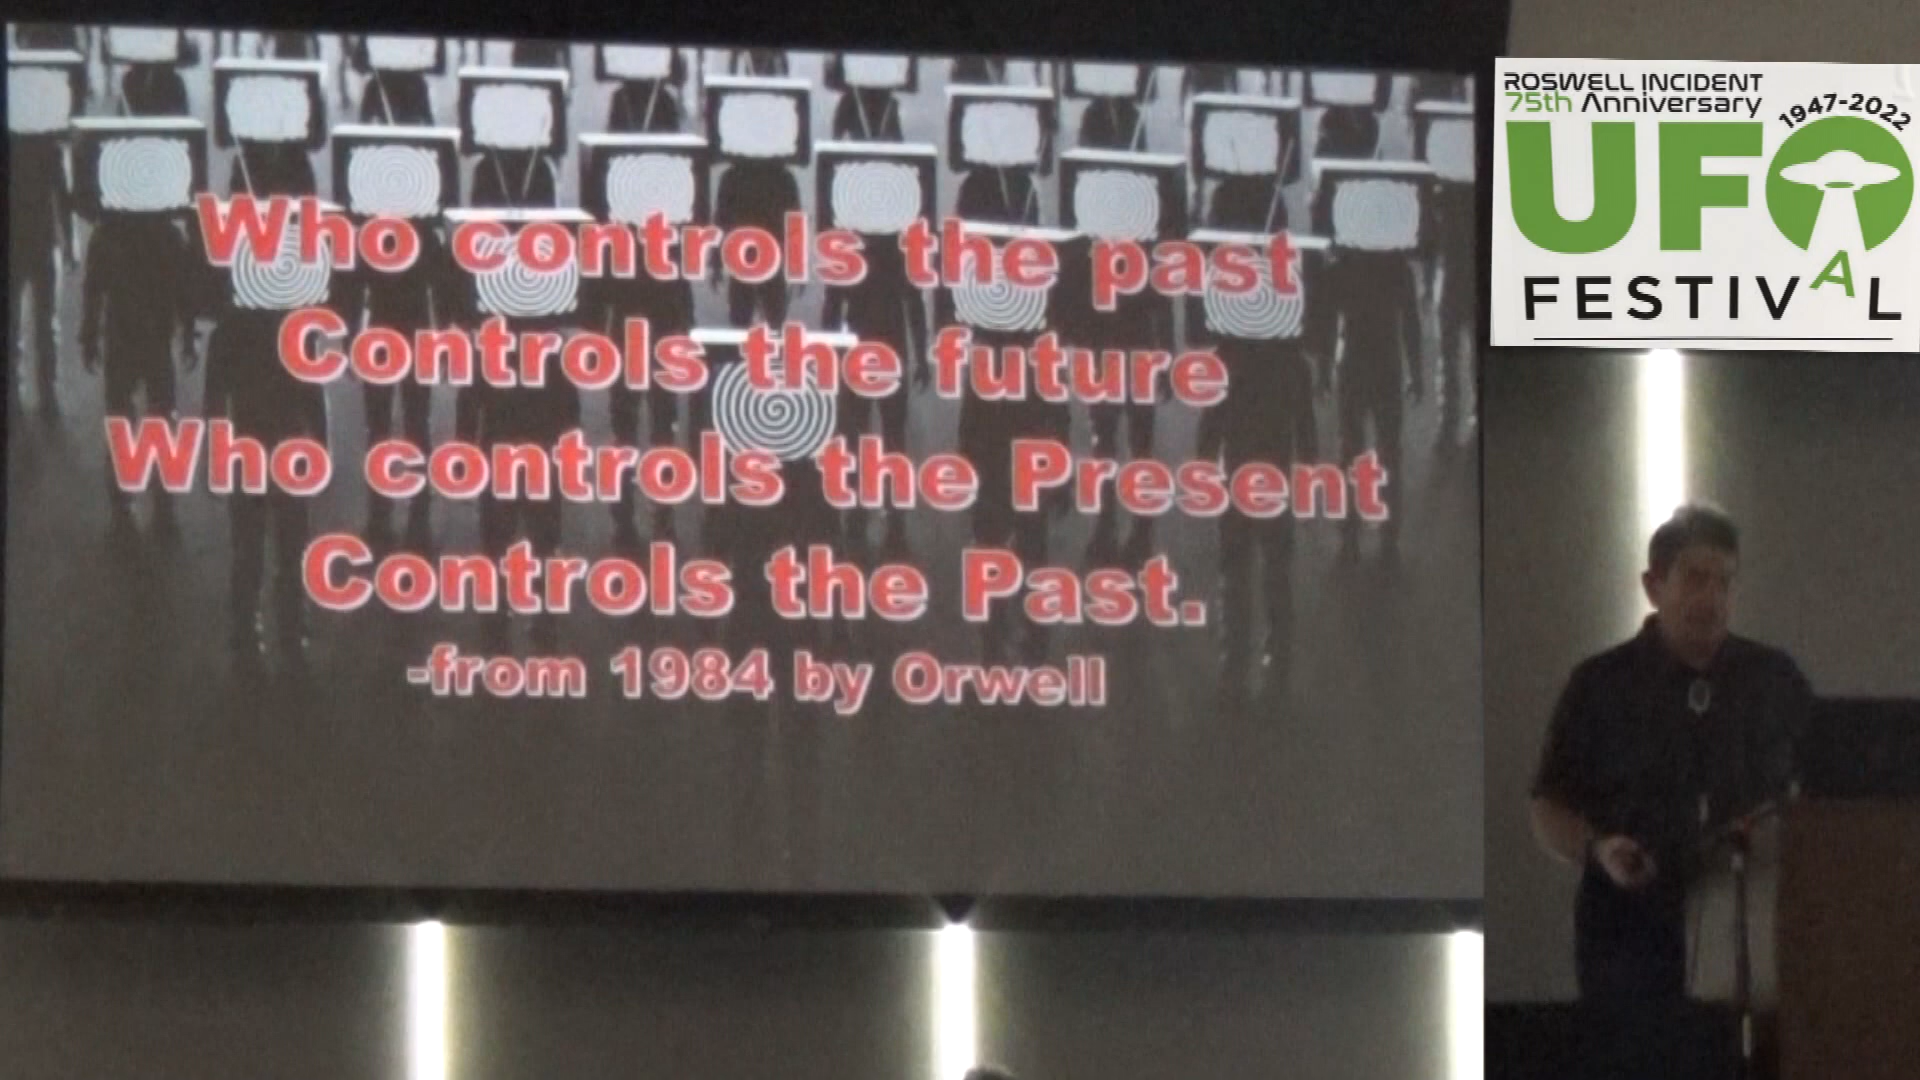 Who controls the past
Controls the future
Who controls the Present
Controls the Past.
-from 1984 by Orwell
ROSWELL INCIDENT
75th Anniversary
1947-2022
UFO
FESTIVAL